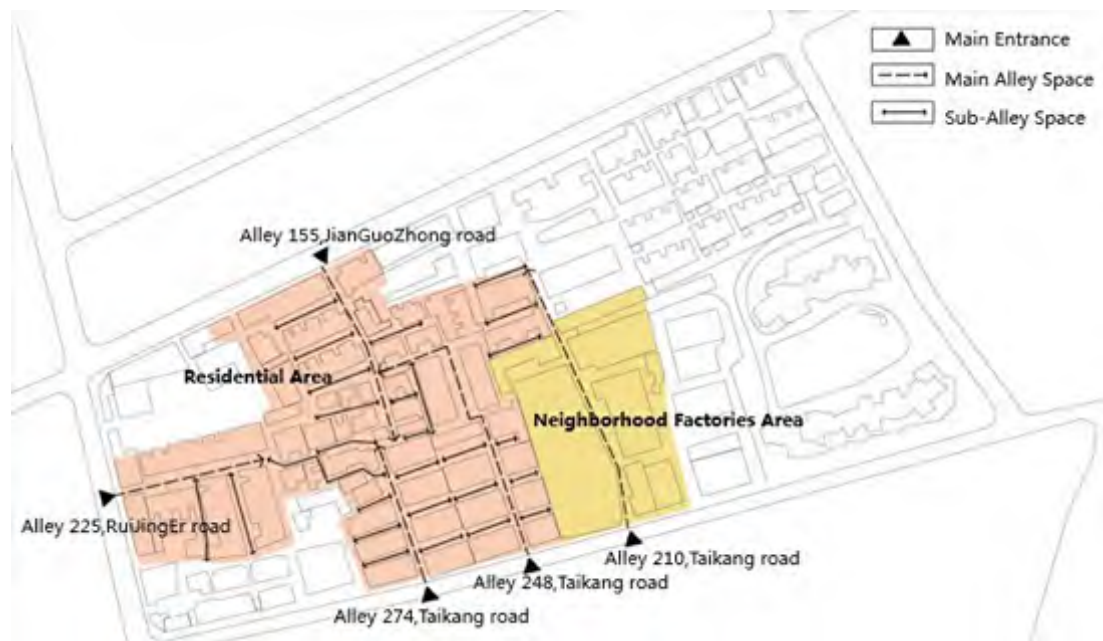 Main Entrance
Main Alley Space
Sub-Alley Space
Alley 155,JianGuoZhong road
Residential Area
Neighborhood Factories Area
Alley 225,RuiJingEr road
Alley 210,Taikang road
Alley 248,Taikang road
Alley 274,Taikang road